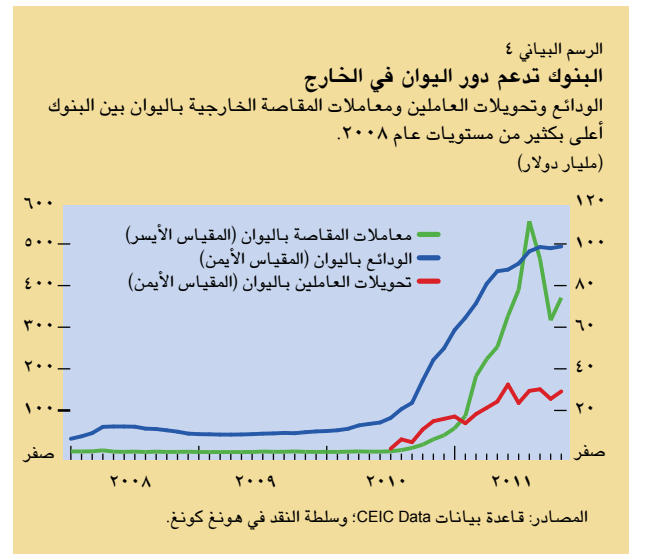 الرسم البياني ٤
البنوك تدعم دور اليوان في الخارج
الودائع وتحويلات العاملين ومعاملات المقاصة الخارجية باليوان بين البنوك
أعلى بكثير من مستويات عام ٢٠٠٨.
(مليار دولار)
٦٠٠
٥٠٠
٤٠٠
٣٠٠
٢٠٠
١٠٠
صفر
معاملات المقاصة باليوان (المقياس الأيسر)
الودائع باليوان (المقياس الأيمن)
تحويلات العاملين باليوان (المقياس الأيمن)
١٢٠
١٠٠
٨٠
٦٠
٤٠
٢٠
صفر
٢٠٠٨ ٢٠٠٩ ٢٠١٠ ٢٠١١
المصادر: قاعدة بيانات CEIC Data؛ وسلطة النقد في هونغ كونغ.